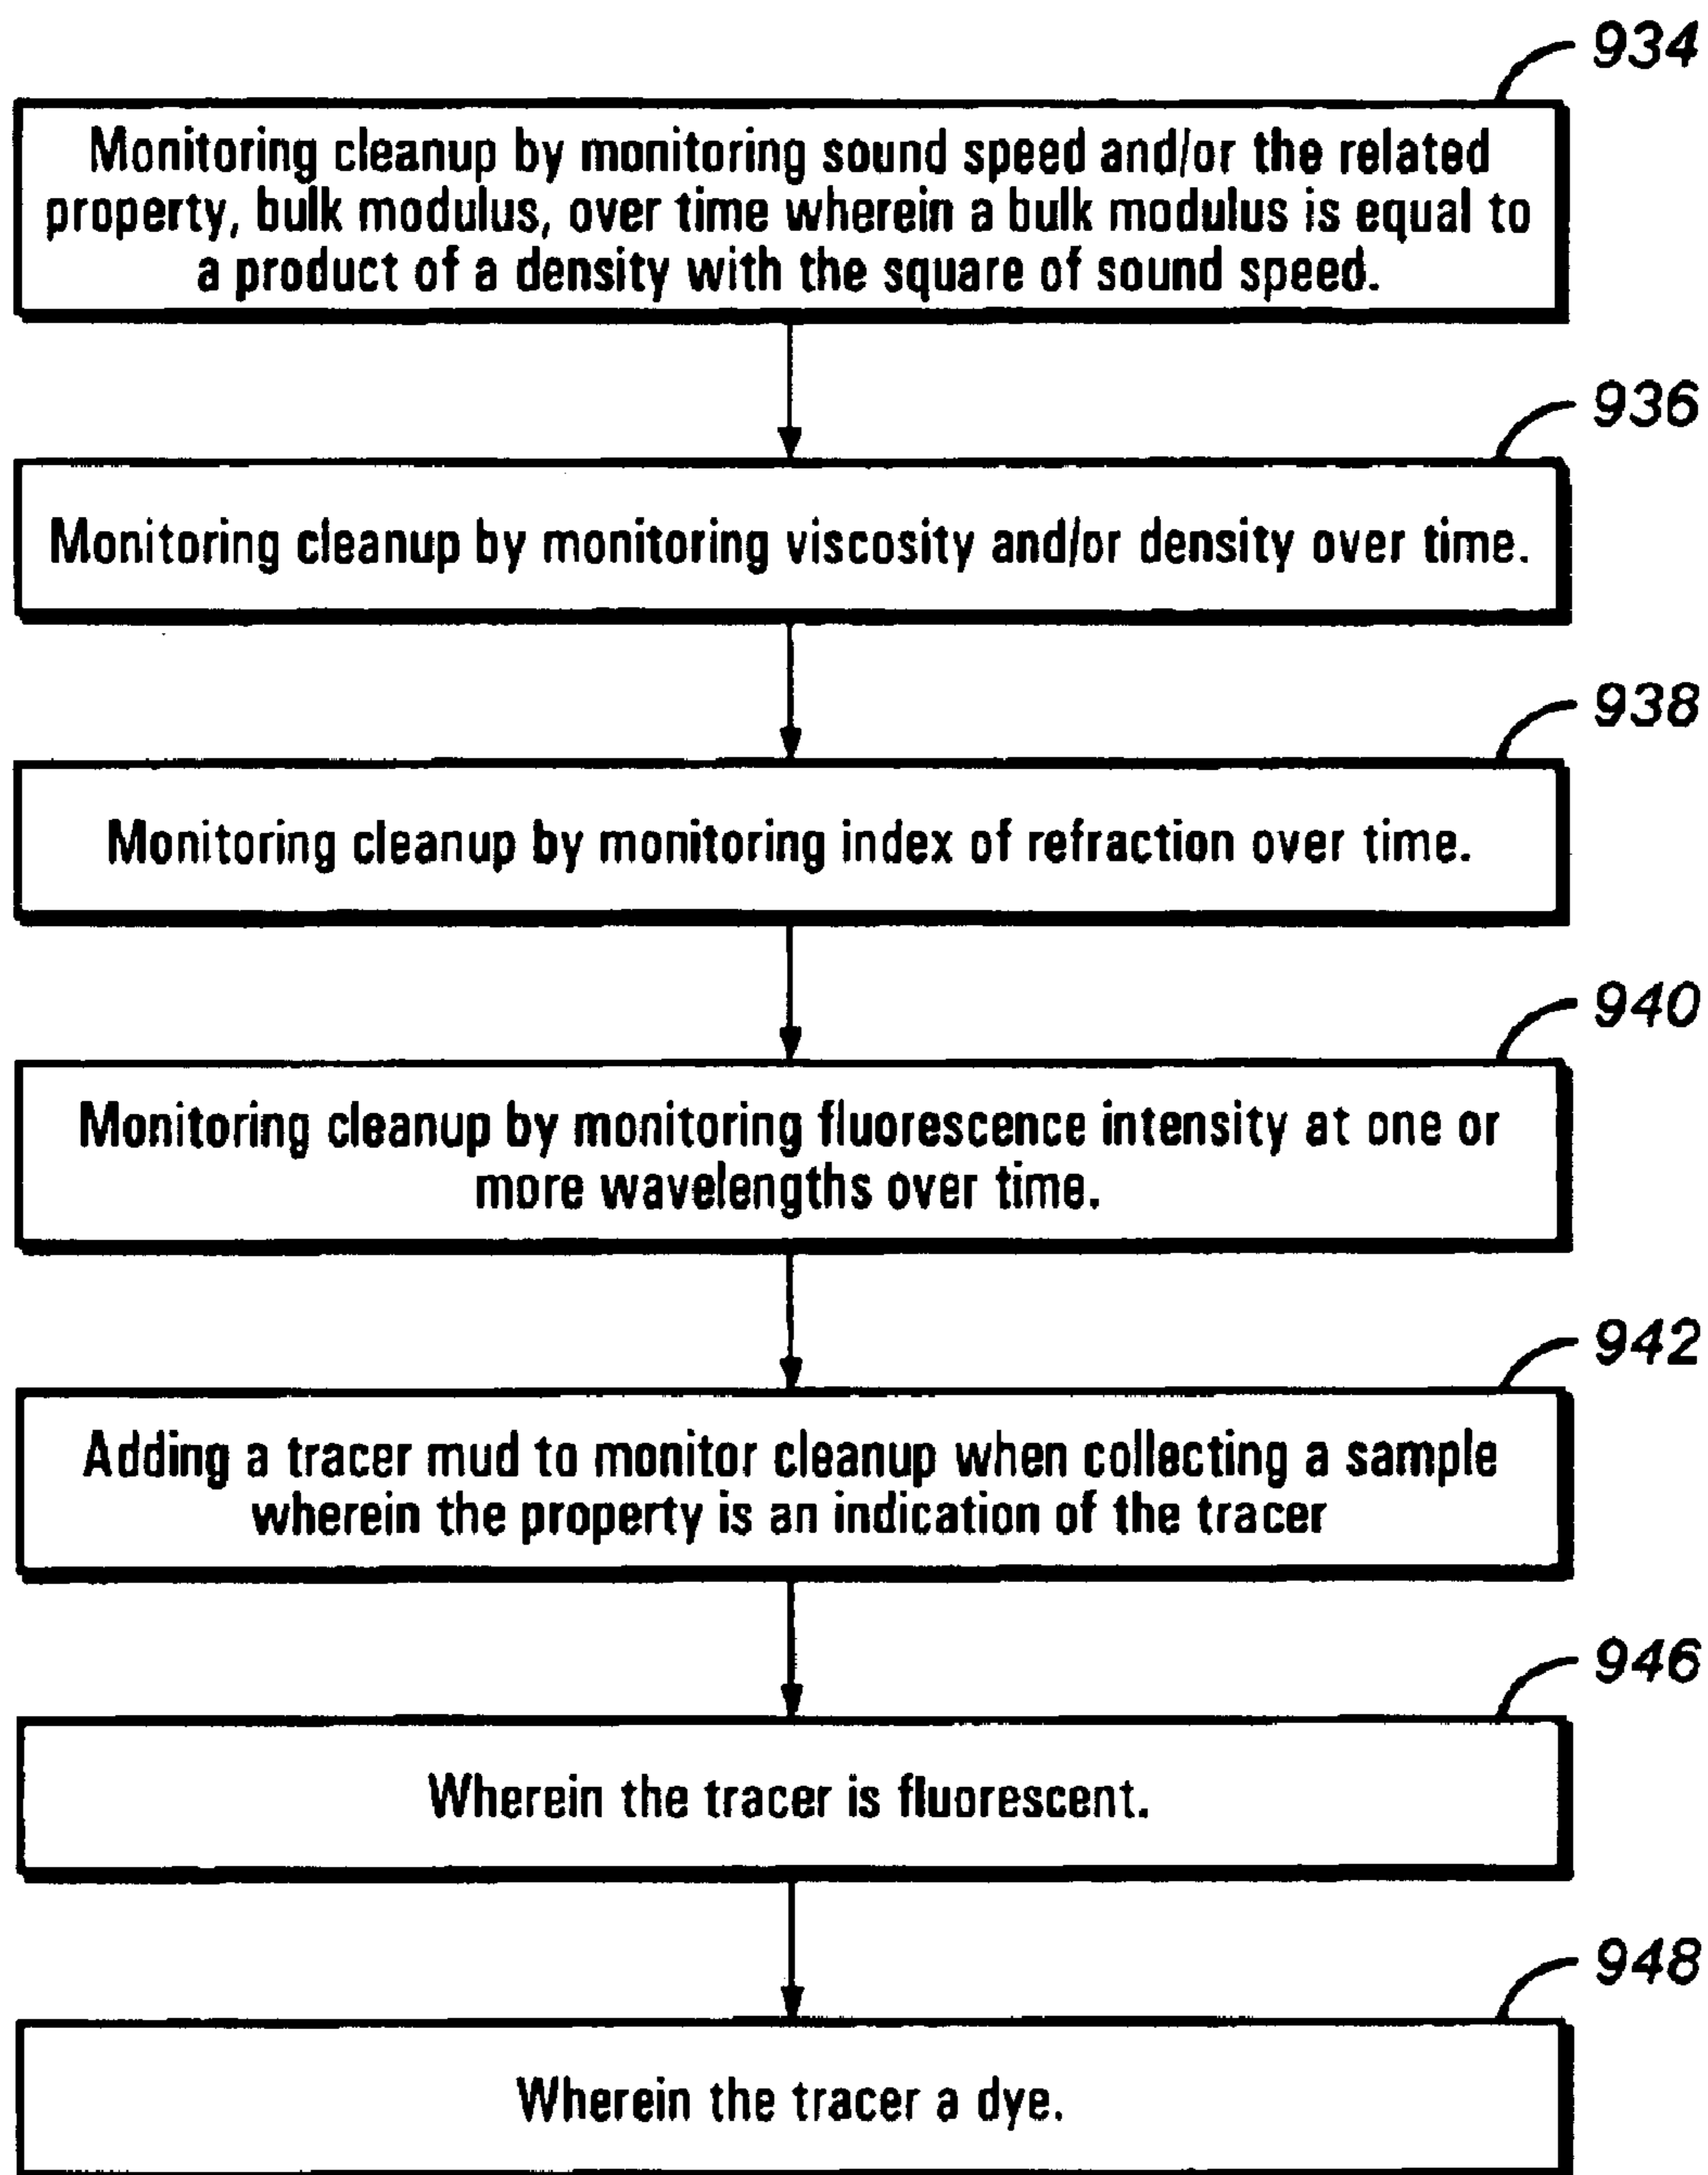 934
Monitoring cleanup by monitoring sound speed and/or the related
property, bulk modulus, over time wherein a bulk modulus is equal to
a product of a density with the square of sound speed.
936
Monitoring cleanup by monitoring viscosity and/or density over time.
938
Monitoring cleanup by monitoring index of refraction over time.
940
Monitoring cleanup by monitoring fluorescence intensity at one or
more wavelengths over time.
942
Adding a tracer mud to monitor cleanup when collecting a sample
wherein the property is an indication of the tracer
946
Wherein the tracer is fluorescent.
948
Wherein the tracer a dye.